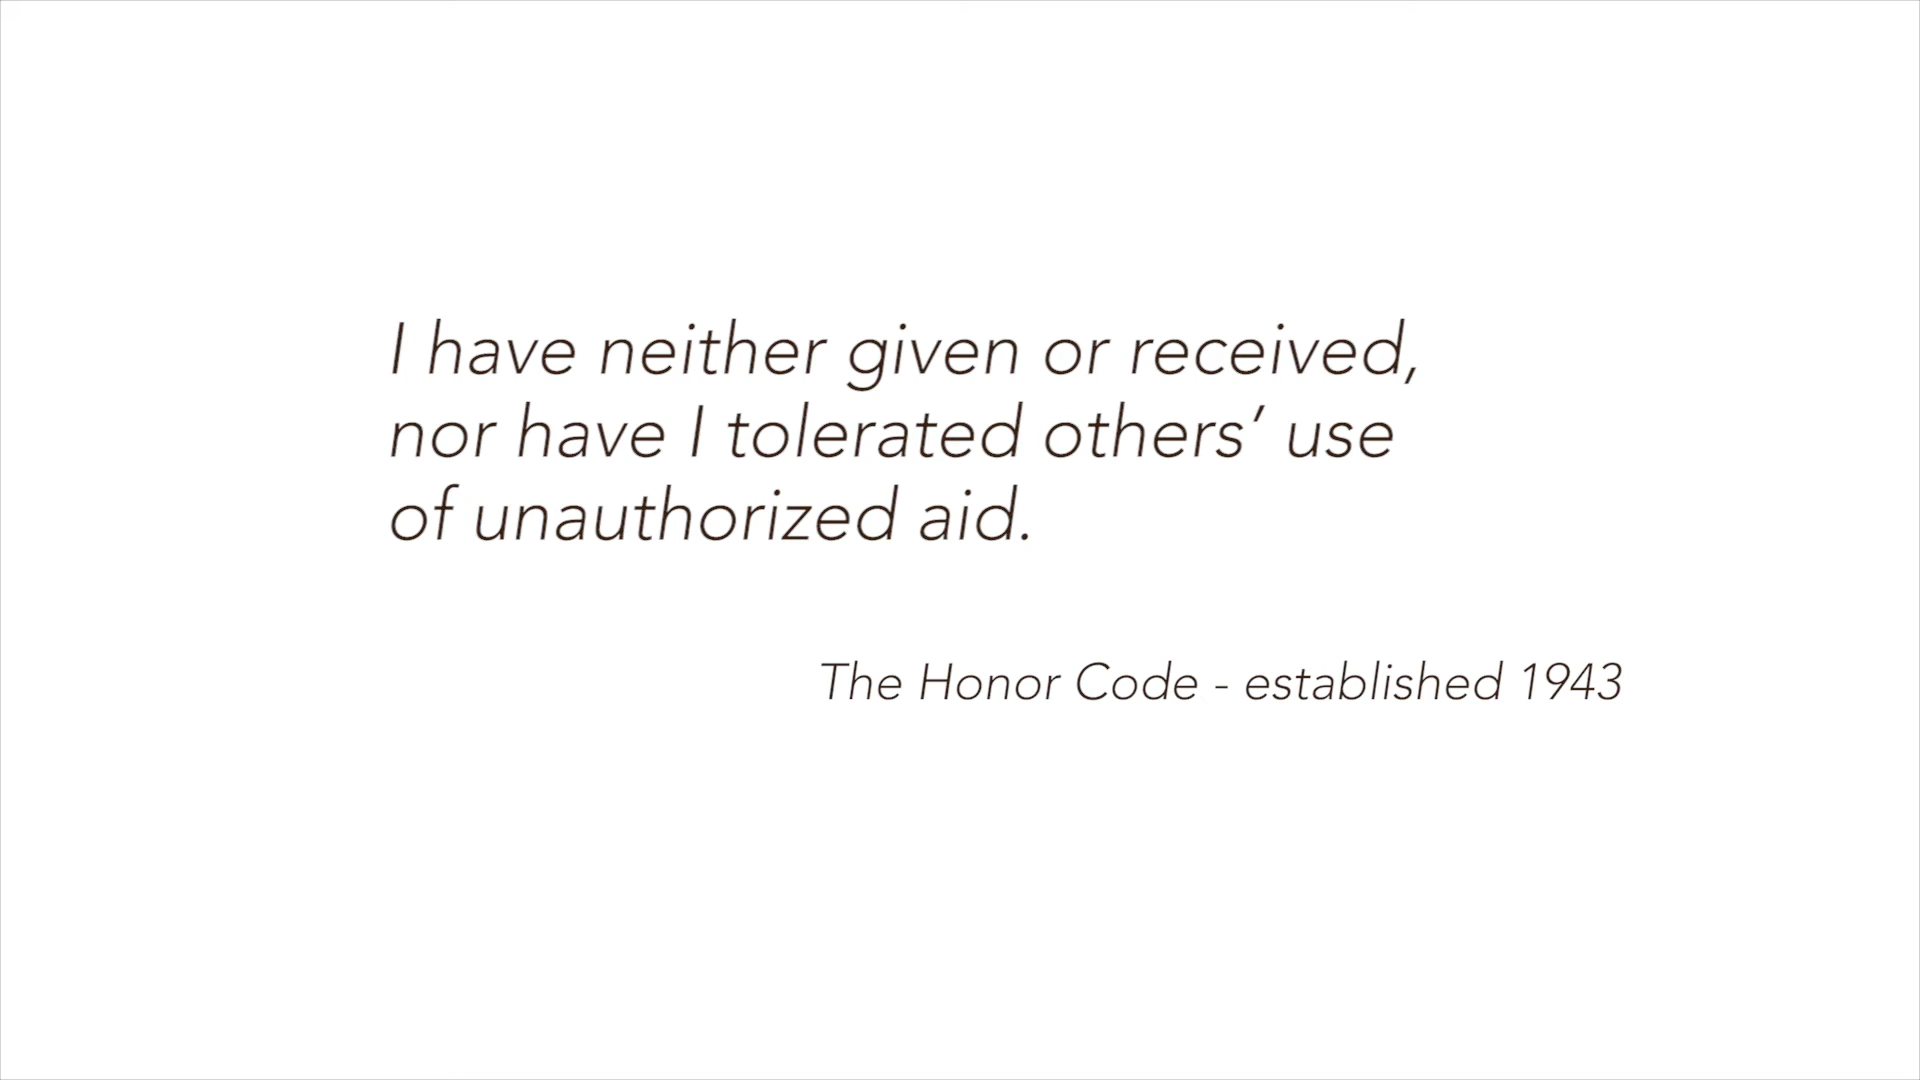 I have neither given or received,
nor have I tolerated others’ use
of unauthorized aid.
The Honor Code - established 1943